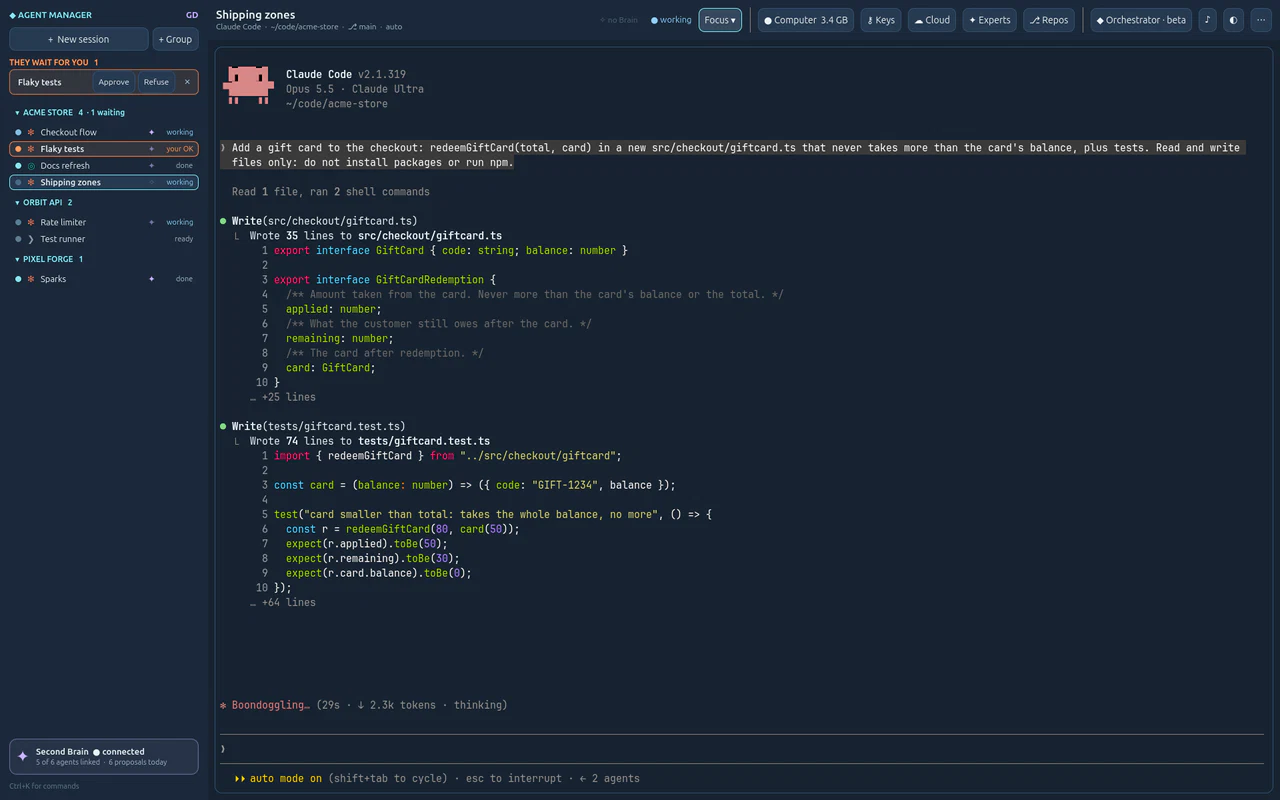 ◆ AGENT MANAGER GD
+ New session + Group
THEY WAIT FOR YOU 1
Flaky tests Approve Refuse ×
▾ ACME STORE 4 · 1 waiting
Checkout flow working
Flaky tests your OK
Docs refresh done
Shipping zones working
▾ ORBIT API 2
Rate limiter working
Test runner ready
▾ PIXEL FORGE 1
Sparks done
Second Brain ● connected
5 of 6 agents linked · 6 proposals today
Ctrl+K for commands
Shipping zones
Claude Code · ~/code/acme-store · ⎇ main · auto
no Brain ● working Focus ▾ ● Computer 3.4 GB Keys Cloud Experts Repos ◆ Orchestrator · beta ♪ ◐ ···
Claude Code v2.1.319
Opus 5.5 · Claude Ultra
~/code/acme-store
❯ Add a gift card to the checkout: redeemGiftCard(total, card) in a new src/checkout/giftcard.ts that never takes more than the card's balance, plus tests. Read and write
files only: do not install packages or run npm.
Read 1 file, ran 2 shell commands
● Write(src/checkout/giftcard.ts)
└ Wrote 35 lines to src/checkout/giftcard.ts
1 export interface GiftCard { code: string; balance: number }
2
3 export interface GiftCardRedemption {
4 /** Amount taken from the card. Never more than the card's balance or the total. */
5 applied: number;
6 /** What the customer still owes after the card. */
7 remaining: number;
8 /** The card after redemption. */
9 card: GiftCard;
10 }
… +25 lines
● Write(tests/giftcard.test.ts)
└ Wrote 74 lines to tests/giftcard.test.ts
1 import { redeemGiftCard } from "../src/checkout/giftcard";
2
3 const card = (balance: number) => ({ code: "GIFT-1234", balance });
4
5 test("card smaller than total: takes the whole balance, no more", () => {
6 const r = redeemGiftCard(80, card(50));
7 expect(r.applied).toBe(50);
8 expect(r.remaining).toBe(30);
9 expect(r.card.balance).toBe(0);
10 });
… +64 lines
✻ Boondoggling… (29s · ↓ 2.3k tokens · thinking)
❯
⏵⏵ auto mode on (shift+tab to cycle) · esc to interrupt · ← 2 agents